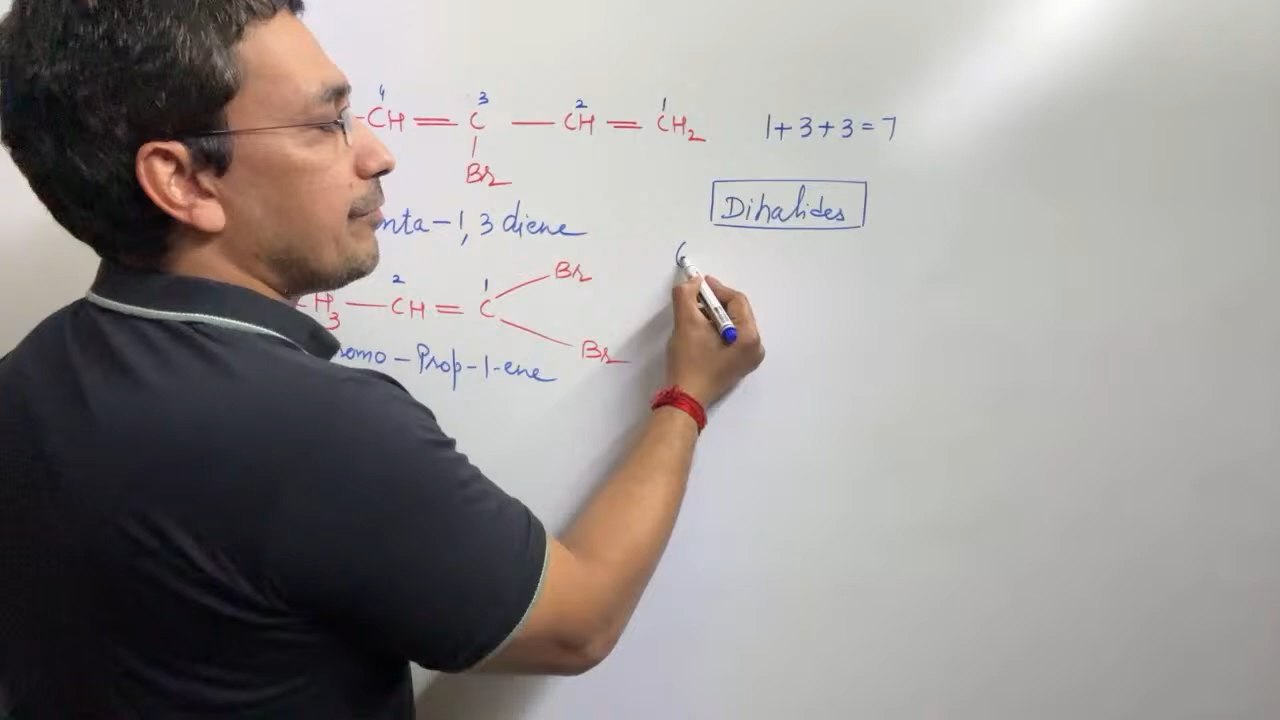 4 3 2 1
-CH = C — CH = CH₂ 1+3+3=7
|
Br
Dihalides
nta-1,3 diene
2 1 Br
H₃ — CH = C
Br
romo-Prop-1-ene
(